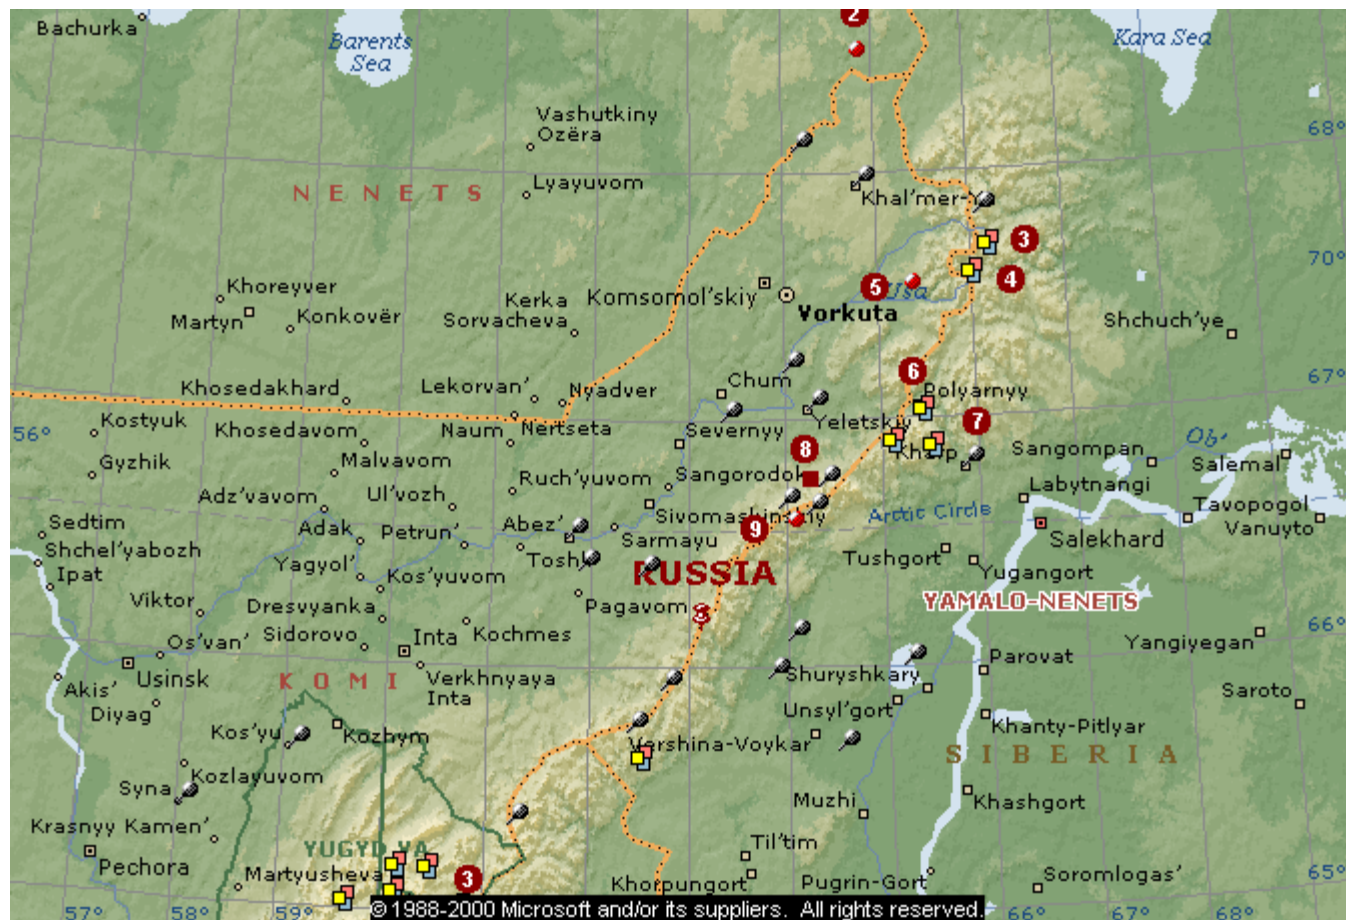 2
Bachurka
Barents
Sea
Kara Sea
Vashutkiny
Ozëra
68°
NENETS
Lyayuvom
Khal'mer-Y
3
70°
Khoreyver
Kerka
Komsomol'skiy
5
Usa
4
Martyn
Konkovër
Sorvacheva
Vorkuta
Shchuch'ye
6
Khosedakhard
Lekorvan'
Nyadver
Chum
Polyarnyy
67°
56°
Kostyuk
Khosedavom
Naum
Nertseta
Severnyy
Yeletskiy
7
Ob'
Gyzhik
Malvavom
8
Kharp
Sangompan
Salemal
Ruch'yuvom
Sangorodok
Adz'vavom
Ul'vozh
Labytnangi
Sedtim
Adak
Petrun'
Abez'
Sivomashinskiy
Arctic Circle
Tavopogol
Vanuyto
Shchel'yabozh
9
Sarmayu
Salekhard
Ipat
Yagyol'
Kos'yuvom
Tosh
RUSSIA
Tushgort
Yugangort
Viktor
Dresvyanka
Pagavom
YAMALO-NENETS
Os'van'
Sidorovo
Inta
Kochmes
66°
Yangiyegan
Usinsk
KOMI
Verkhnyaya
Inta
Shuryshkary
Parovat
Akis'
Diyag
Unsyl'gort
Saroto
Kos'yu
Kozhym
Vershina-Voykar
Khanty-Pitlyar
SIBERIA
Syna
Kozlayuvom
Muzhi
Khashgort
Krasnyy Kamen'
YUGYD VA
Til'tim
Pechora
Martyusheva
3
Khorpungort
Pugrin-Gort
Soromlogas'
65°
57°
58°
59°
©1988-2000 Microsoft and/or its suppliers. All rights reserved.
66°
67°
68°